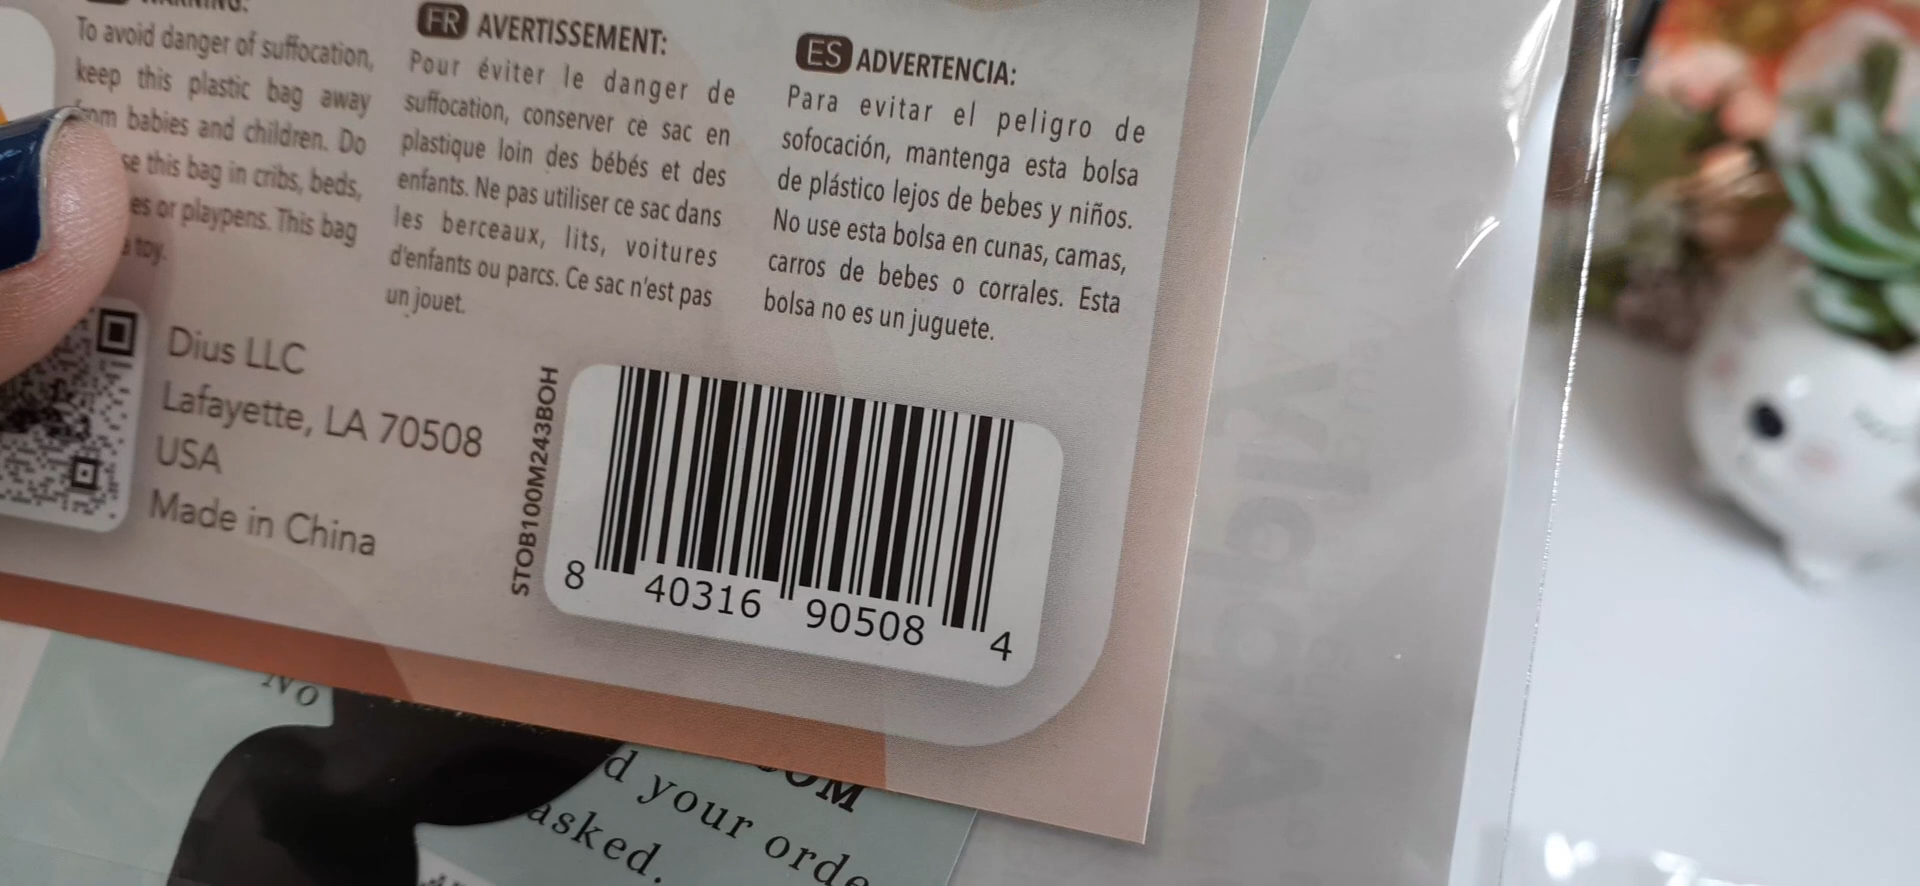 WARNING:
To avoid danger of suffocation,
keep this plastic bag away
from babies and children. Do
this bag in cribs, beds,
or playpens. This bag
a toy.
FR AVERTISSEMENT:
Pour éviter le danger de
suffocation, conserver ce sac en
plastique loin des bébés et des
enfants. Ne pas utiliser ce sac dans
les berceaux, lits, voitures
d'enfants ou parcs. Ce sac n'est pas
un jouet.
ES ADVERTENCIA:
Para evitar el peligro de
sofocación, mantenga esta bolsa
de plástico lejos de bebes y niños.
No use esta bolsa en cunas, camas,
carros de bebes o corrales. Esta
bolsa no es un juguete.
Dius LLC
Lafayette, LA 70508
USA
Made in China
STOB100M243BOH
8 40316 90508 4
No
COM
d your orde
asked.